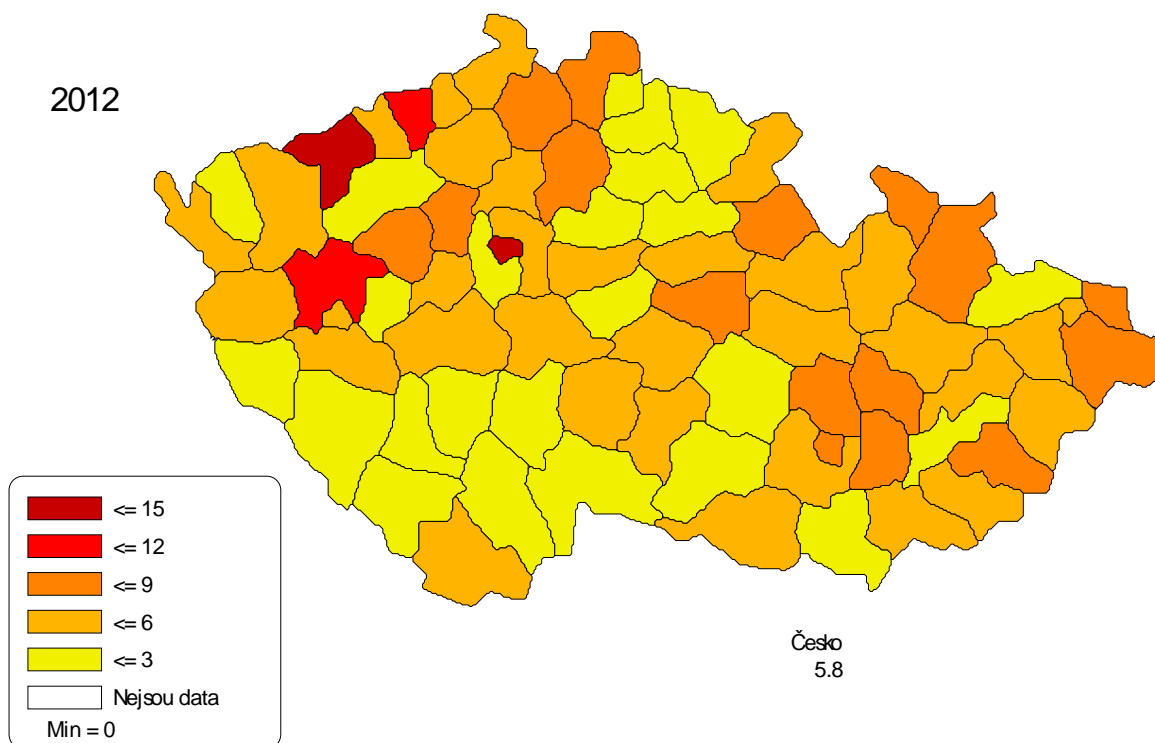 2012
<= 15
<= 12
<= 9
<= 6
<= 3
Nejsou data
Min = 0
Česko
5.8